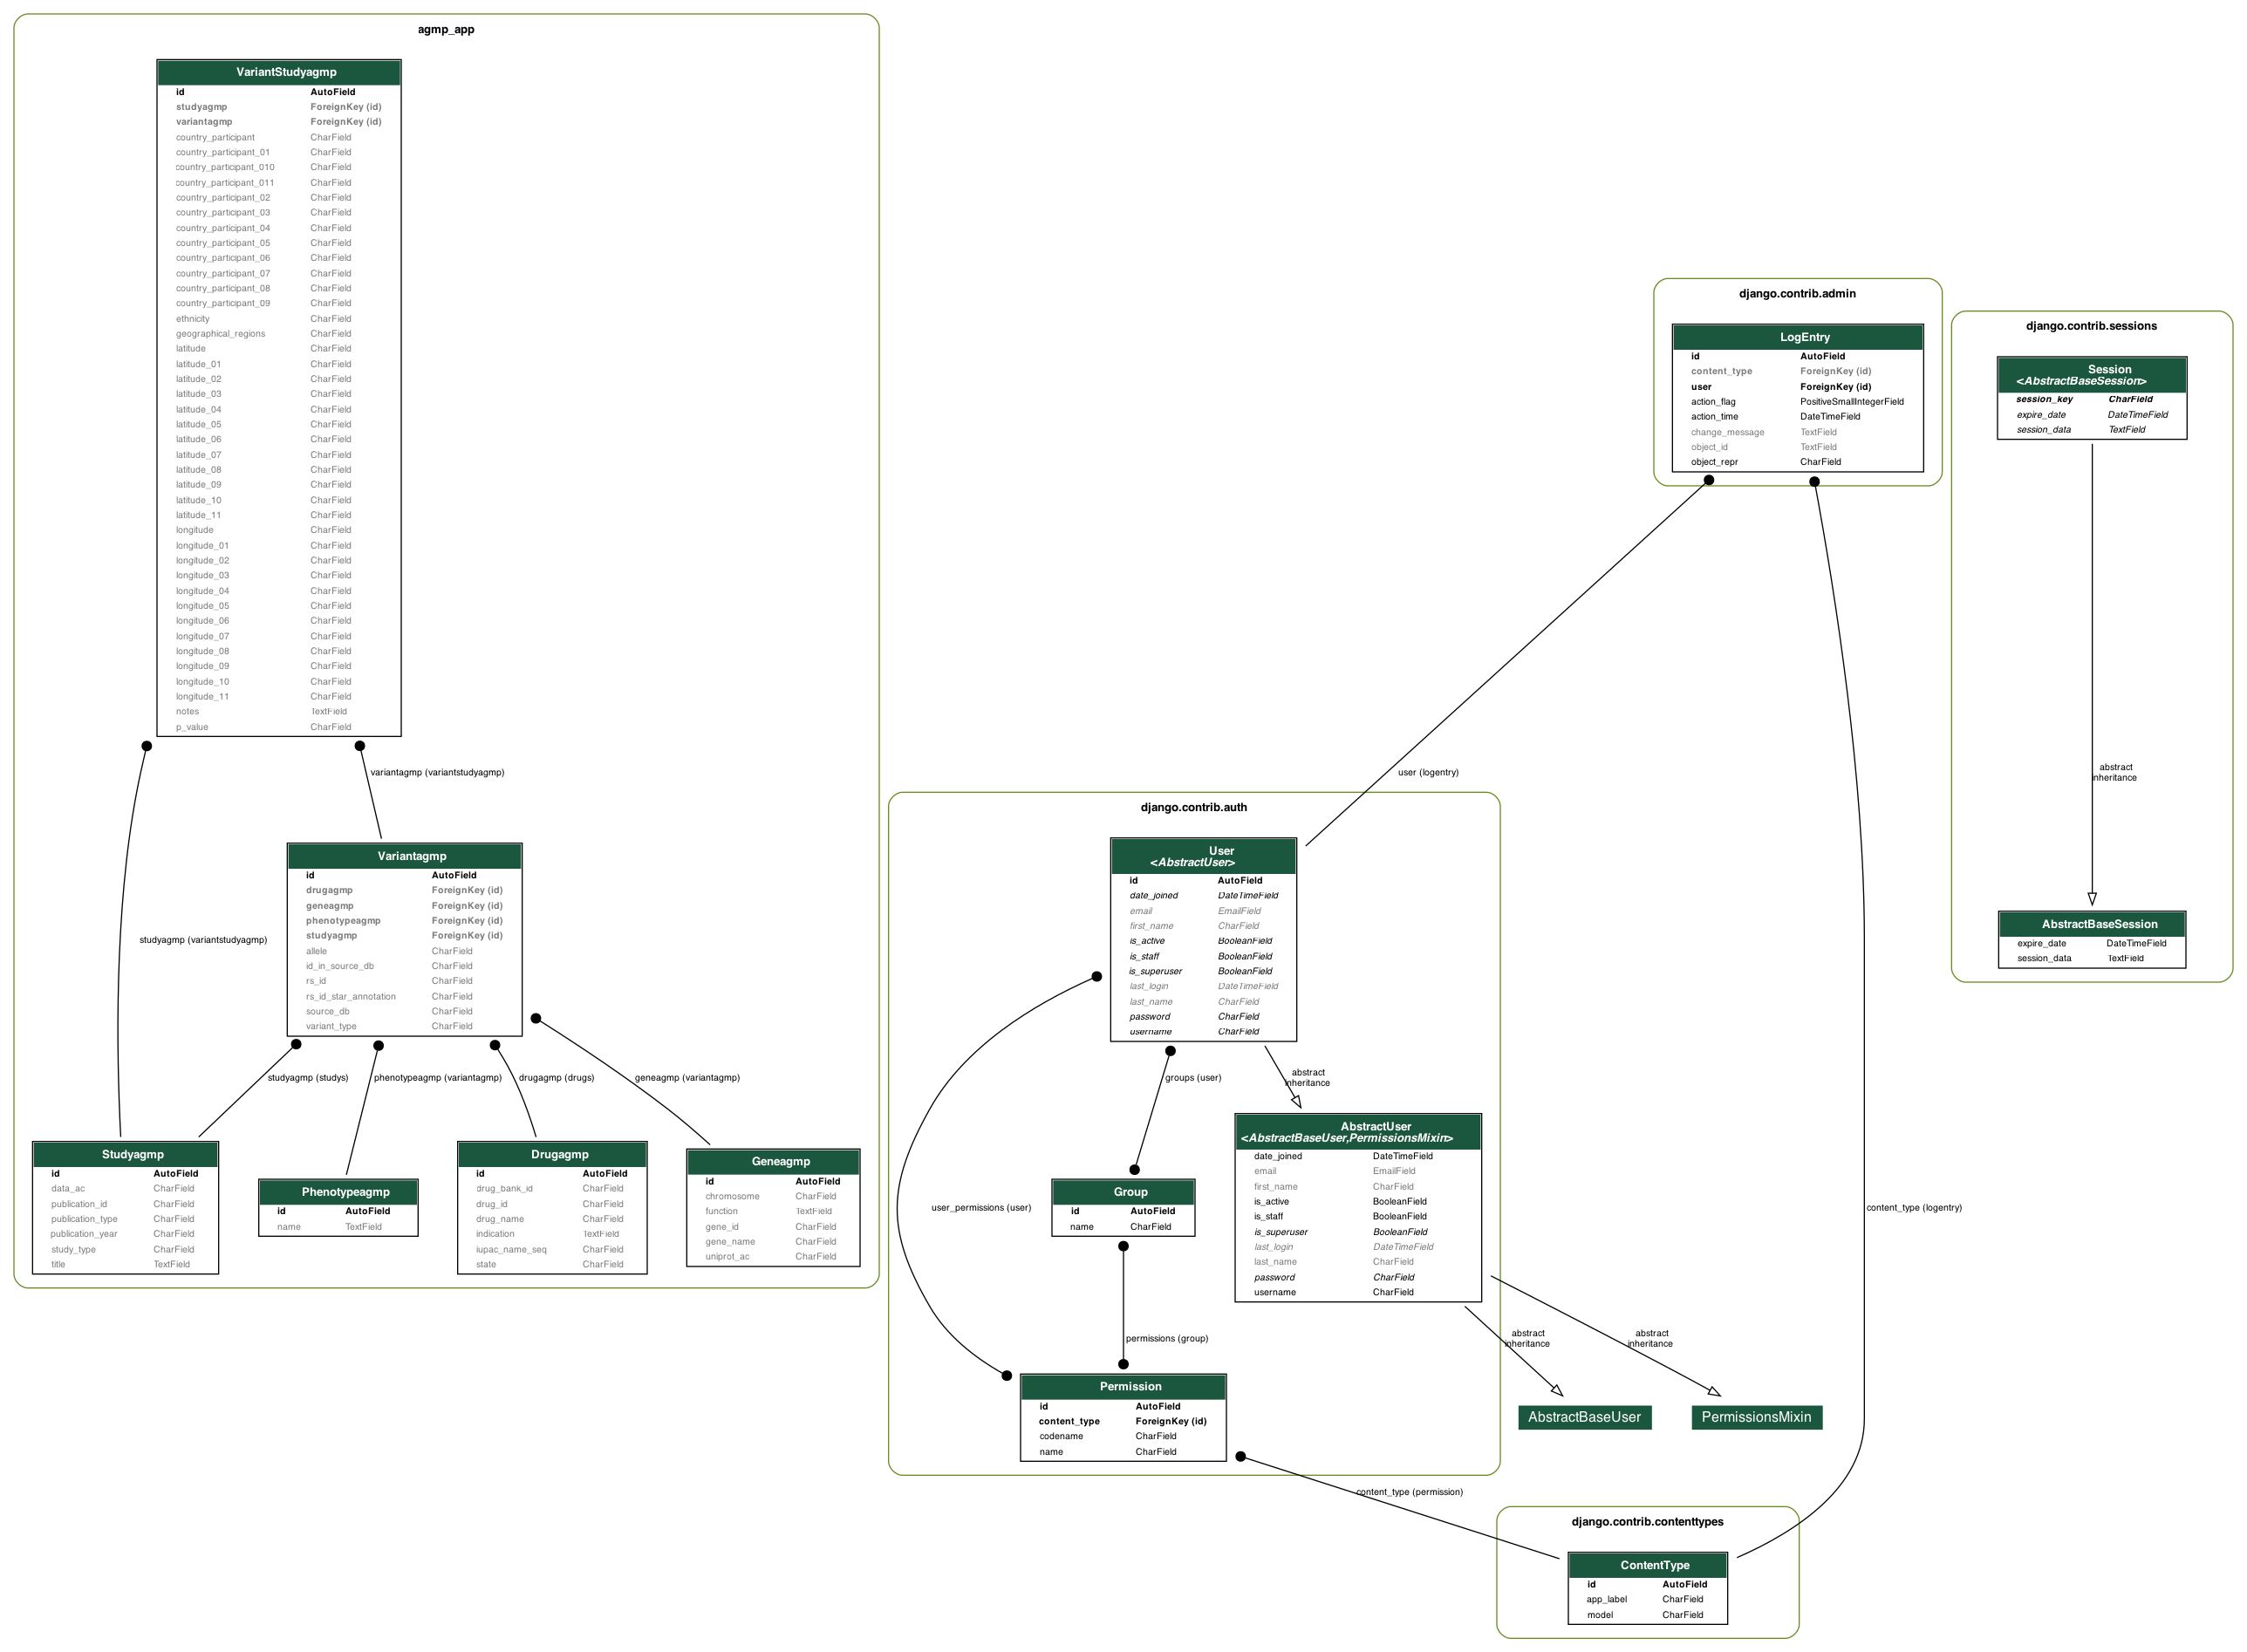 agmp_app
VariantStudyagmp
id AutoField
studyagmp ForeignKey (id)
variantagmp ForeignKey (id)
country_participant CharField
country_participant_01 CharField
country_participant_010 CharField
country_participant_011 CharField
country_participant_02 CharField
country_participant_03 CharField
country_participant_04 CharField
country_participant_05 CharField
country_participant_06 CharField
country_participant_07 CharField
country_participant_08 CharField
country_participant_09 CharField
ethnicity CharField
geographical_regions CharField
latitude CharField
latitude_01 CharField
latitude_02 CharField
latitude_03 CharField
latitude_04 CharField
latitude_05 CharField
latitude_06 CharField
latitude_07 CharField
latitude_08 CharField
latitude_09 CharField
latitude_10 CharField
latitude_11 CharField
longitude CharField
longitude_01 CharField
longitude_02 CharField
longitude_03 CharField
longitude_04 CharField
longitude_05 CharField
longitude_06 CharField
longitude_07 CharField
longitude_08 CharField
longitude_09 CharField
longitude_10 CharField
longitude_11 CharField
notes TextField
p_value CharField
variantagmp (variantstudyagmp)
studyagmp (variantstudyagmp)
Variantagmp
id AutoField
drugagmp ForeignKey (id)
geneagmp ForeignKey (id)
phenotypeagmp ForeignKey (id)
studyagmp ForeignKey (id)
allele CharField
id_in_source_db CharField
rs_id CharField
rs_id_star_annotation CharField
source_db CharField
variant_type CharField
studyagmp (studys)
phenotypeagmp (variantagmp)
drugagmp (drugs)
geneagmp (variantagmp)
Studyagmp
id AutoField
data_ac CharField
publication_id CharField
publication_type CharField
publication_year CharField
study_type CharField
title TextField
Phenotypeagmp
id AutoField
name TextField
Drugagmp
id AutoField
drug_bank_id CharField
drug_id CharField
drug_name CharField
indication TextField
iupac_name_seq CharField
state CharField
Geneagmp
id AutoField
chromosome CharField
function TextField
gene_id CharField
gene_name CharField
uniprot_ac CharField
django.contrib.admin
LogEntry
id AutoField
content_type ForeignKey (id)
user ForeignKey (id)
action_flag PositiveSmallIntegerField
action_time DateTimeField
change_message TextField
object_id TextField
object_repr CharField
user (logentry)
content_type (logentry)
django.contrib.sessions
Session
<AbstractBaseSession>
session_key CharField
expire_date DateTimeField
session_data TextField
abstract
inheritance
AbstractBaseSession
expire_date DateTimeField
session_data TextField
django.contrib.auth
User
<AbstractUser>
id AutoField
date_joined DateTimeField
email EmailField
first_name CharField
is_active BooleanField
is_staff BooleanField
is_superuser BooleanField
last_login DateTimeField
last_name CharField
password CharField
username CharField
groups (user)
abstract
inheritance
user_permissions (user)
AbstractUser
<AbstractBaseUser,PermissionsMixin>
date_joined DateTimeField
email EmailField
first_name CharField
is_active BooleanField
is_staff BooleanField
is_superuser BooleanField
last_login DateTimeField
last_name CharField
password CharField
username CharField
Group
id AutoField
name CharField
permissions (group)
abstract
inheritance
abstract
inheritance
Permission
id AutoField
content_type ForeignKey (id)
codename CharField
name CharField
AbstractBaseUser
PermissionsMixin
content_type (permission)
django.contrib.contenttypes
ContentType
id AutoField
app_label CharField
model CharField